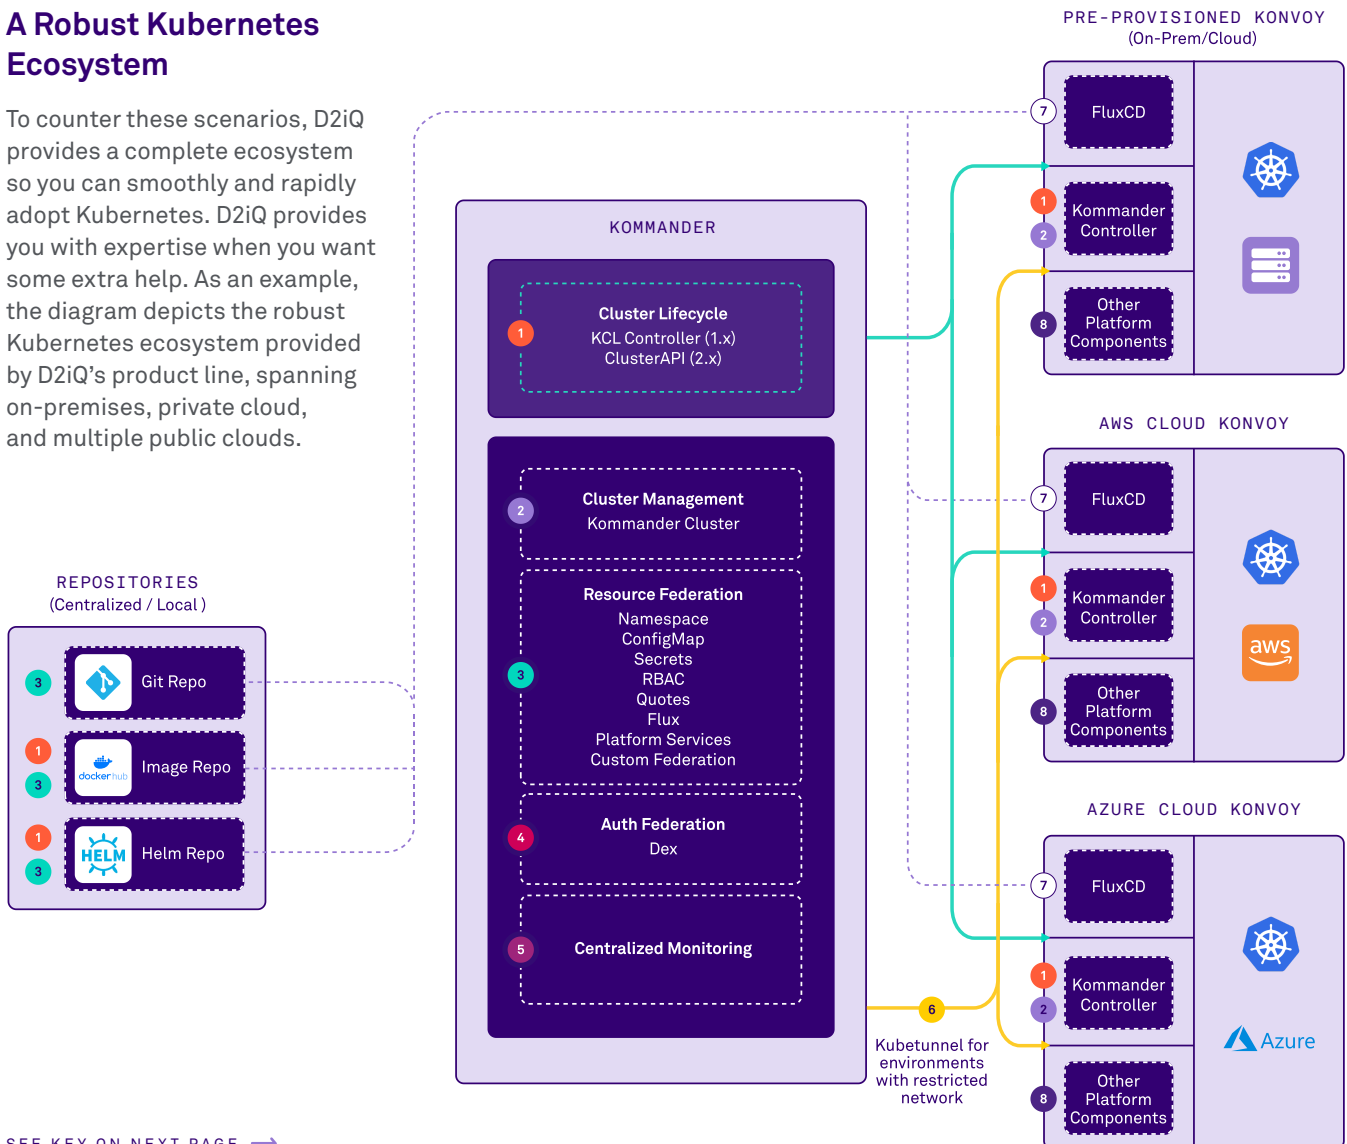 A Robust Kubernetes
Ecosystem
To counter these scenarios, D2iQ
provides a complete ecosystem
so you can smoothly and rapidly
adopt Kubernetes. D2iQ provides
you with expertise when you want
some extra help. As an example,
the diagram depicts the robust
Kubernetes ecosystem provided
by D2iQ’s product line, spanning
on-premises, private cloud,
and multiple public clouds.
REPOSITORIES
(Centralized / Local )
3
Git Repo
1
3
dockerhub
Image Repo
1
3
HELM
Helm Repo
KOMMANDER
1
Cluster Lifecycle
KCL Controller (1.x)
ClusterAPI (2.x)
2
Cluster Management
Kommander Cluster
3
Resource Federation
Namespace
ConfigMap
Secrets
RBAC
Quotes
Flux
Platform Services
Custom Federation
4
Auth Federation
Dex
5
Centralized Monitoring
6
Kubetunnel for
environments
with restricted
network
PRE-PROVISIONED KONVOY
(On-Prem/Cloud)
7
FluxCD
1
2
Kommander
Controller
8
Other
Platform
Components
AWS CLOUD KONVOY
7
FluxCD
1
2
Kommander
Controller
8
Other
Platform
Components
aws
AZURE CLOUD KONVOY
7
FluxCD
1
2
Kommander
Controller
8
Other
Platform
Components
Azure
SEE KEY ON NEXT PAGE